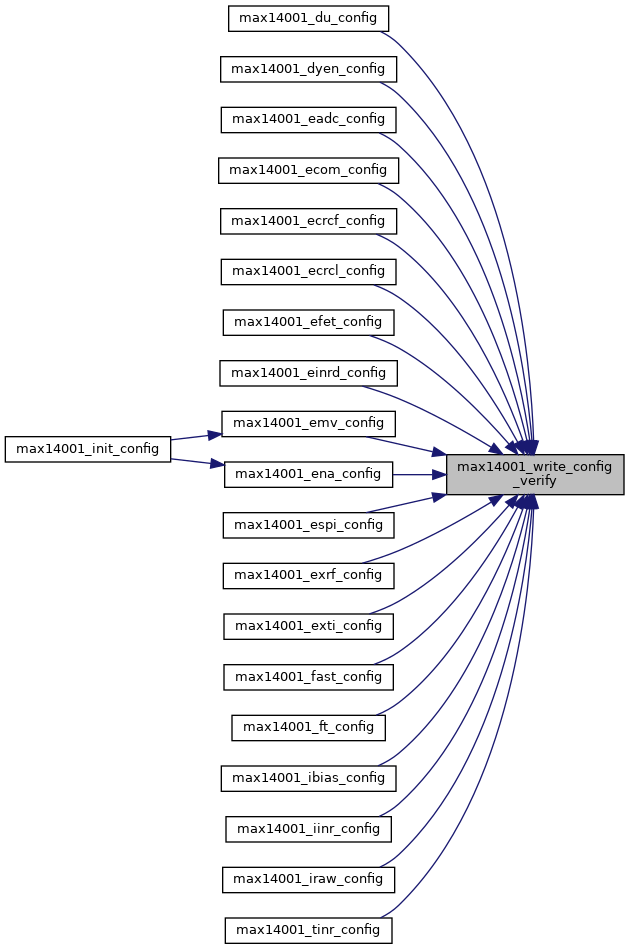 max14001_du_config
max14001_dyen_config
max14001_eadc_config
max14001_ecom_config
max14001_ecrcf_config
max14001_ecrcl_config
max14001_efet_config
max14001_einrd_config
max14001_emv_config
max14001_init_config
max14001_ena_config
max14001_write_config
_verify
max14001_espi_config
max14001_exrf_config
max14001_exti_config
max14001_fast_config
max14001_ft_config
max14001_ibias_config
max14001_iinr_config
max14001_iraw_config
max14001_tinr_config